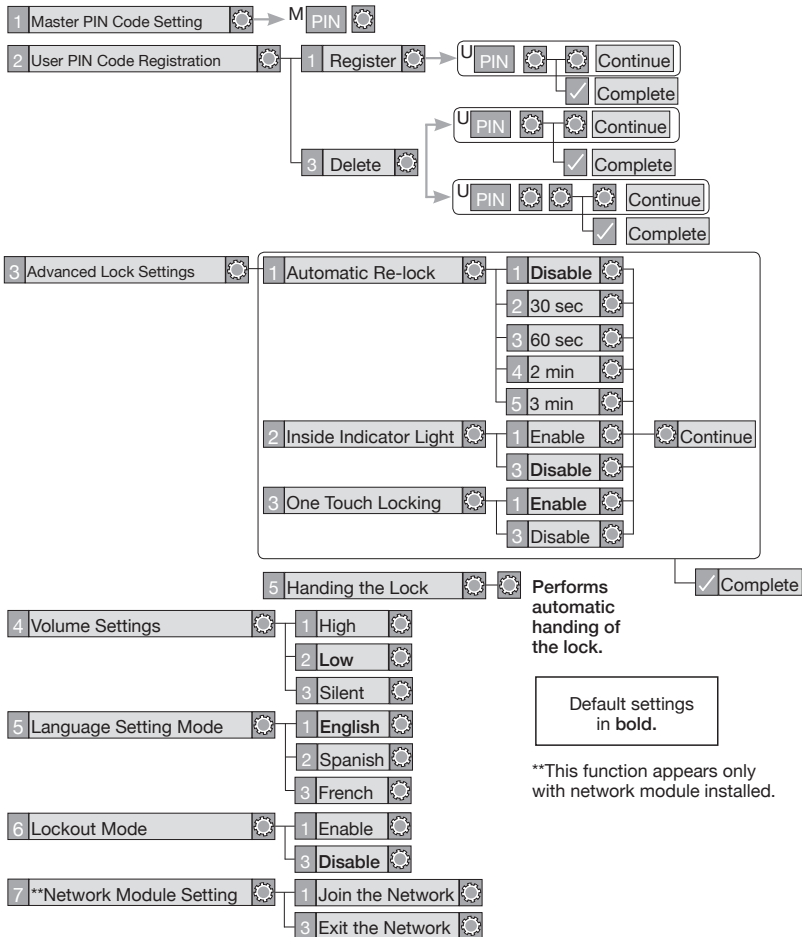 1 Master PIN Code Setting M PIN
2 User PIN Code Registration 1 Register U PIN Continue
Complete
U PIN Continue
3 Delete Complete
U PIN Continue
Complete
3 Advanced Lock Settings 1 Automatic Re-lock 1 Disable
2 30 sec
3 60 sec
4 2 min
5 3 min
2 Inside Indicator Light 1 Enable Continue
3 Disable
3 One Touch Locking 1 Enable
3 Disable
5 Handing the Lock Performs
automatic
handing of
the lock.
Complete
4 Volume Settings 1 High
2 Low
3 Silent
Default settings
in bold.
5 Language Setting Mode 1 English
2 Spanish
3 French
**This function appears only
with network module installed.
6 Lockout Mode 1 Enable
3 Disable
7 **Network Module Setting 1 Join the Network
3 Exit the Network